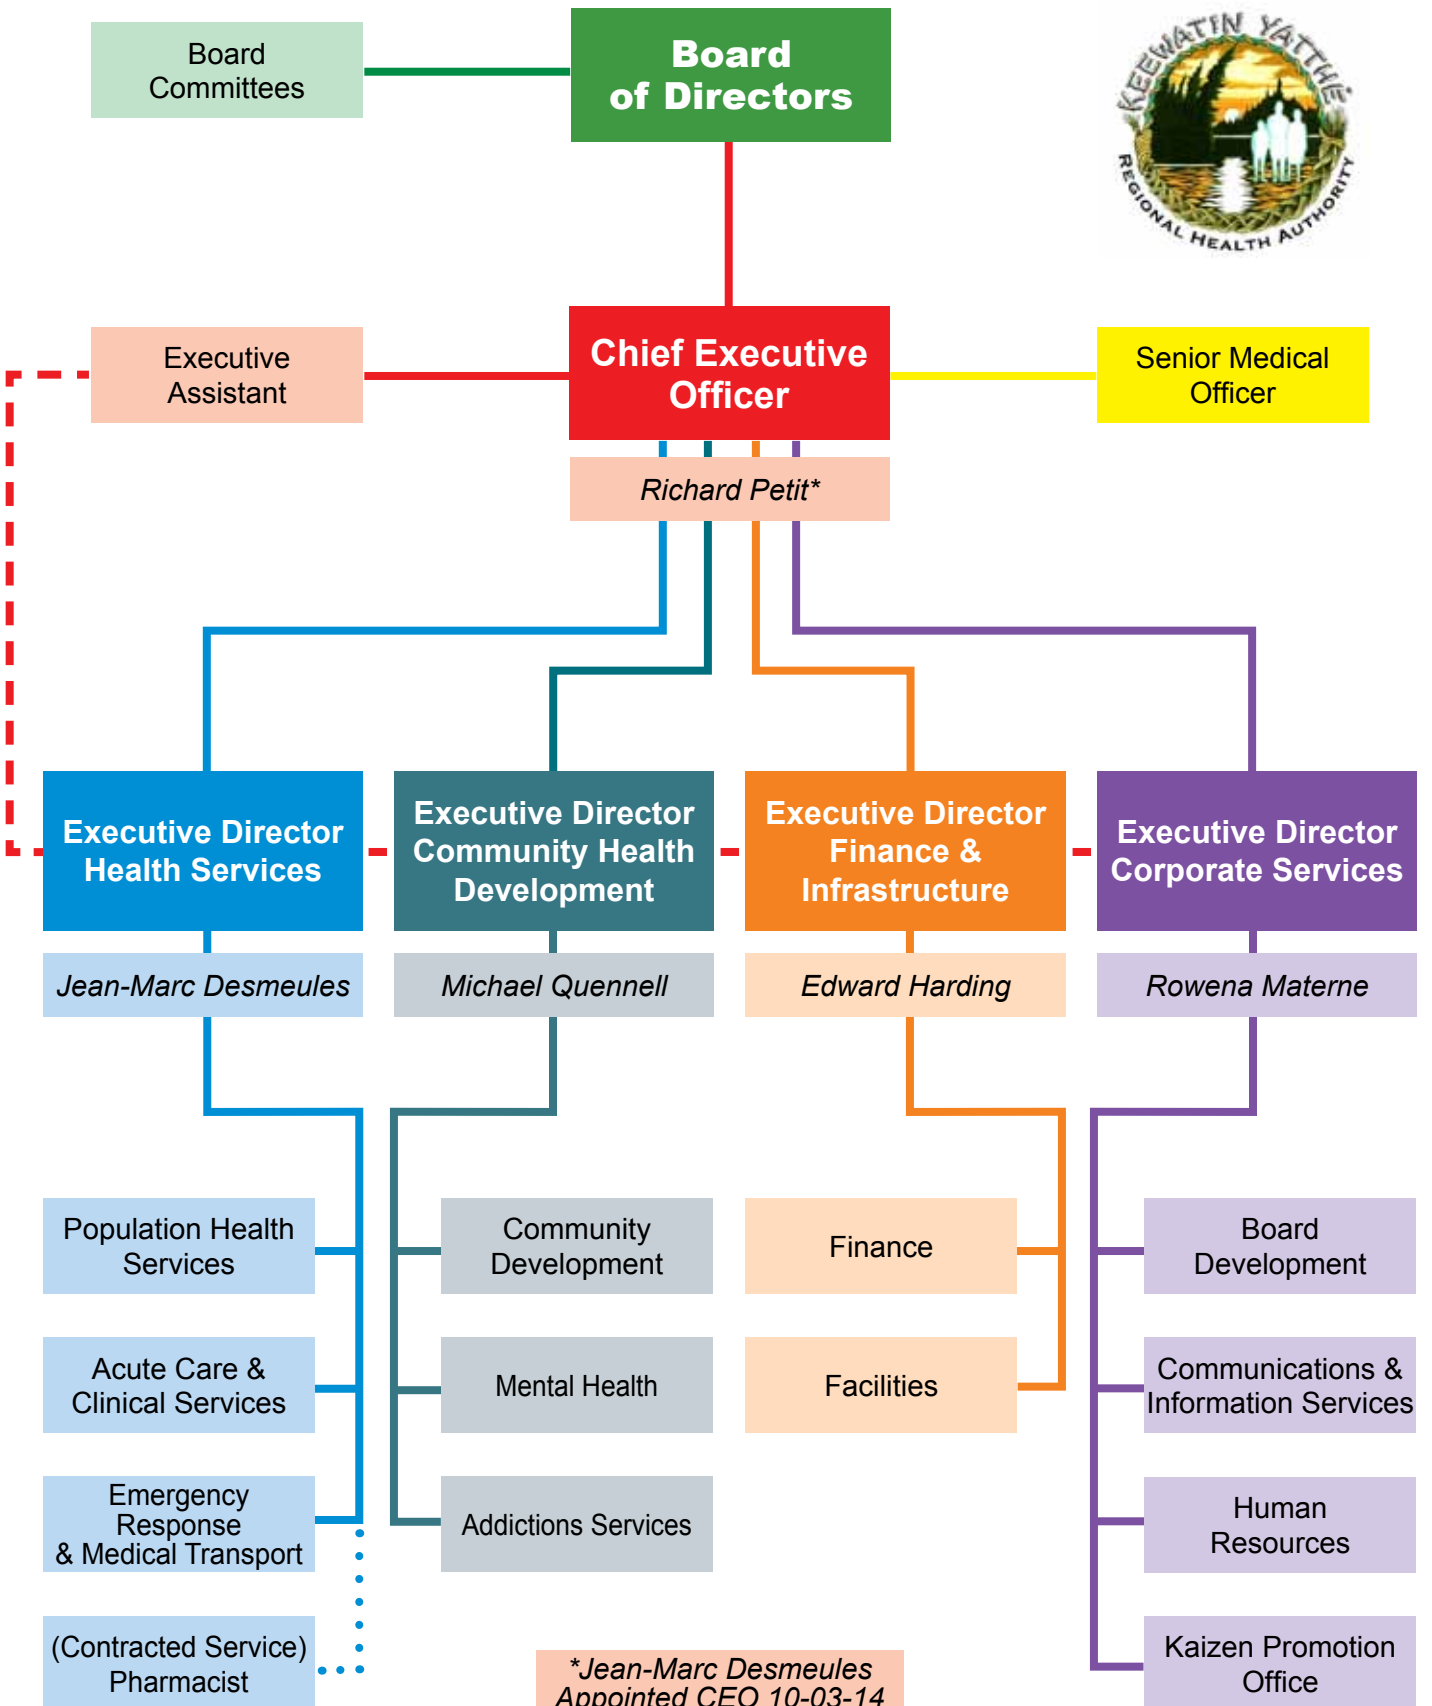 Board
Committees
Board
of Directors
KEEWATIN YATTHÉ
REGIONAL HEALTH AUTHORITY
Executive
Assistant
Chief Executive
Officer
Senior Medical
Officer
Richard Petit*
Executive Director
Health Services
Executive Director
Community Health
Development
Executive Director
Finance &
Infrastructure
Executive Director
Corporate Services
Jean-Marc Desmeules
Michael Quennell
Edward Harding
Rowena Materne
Population Health
Services
Community
Development
Finance
Board
Development
Acute Care &
Clinical Services
Mental Health
Facilities
Communications &
Information Services
Emergency
Response
& Medical Transport
Addictions Services
Human
Resources
(Contracted Service)
Pharmacist
*Jean-Marc Desmeules
Appointed CEO 10-03-14
Kaizen Promotion
Office